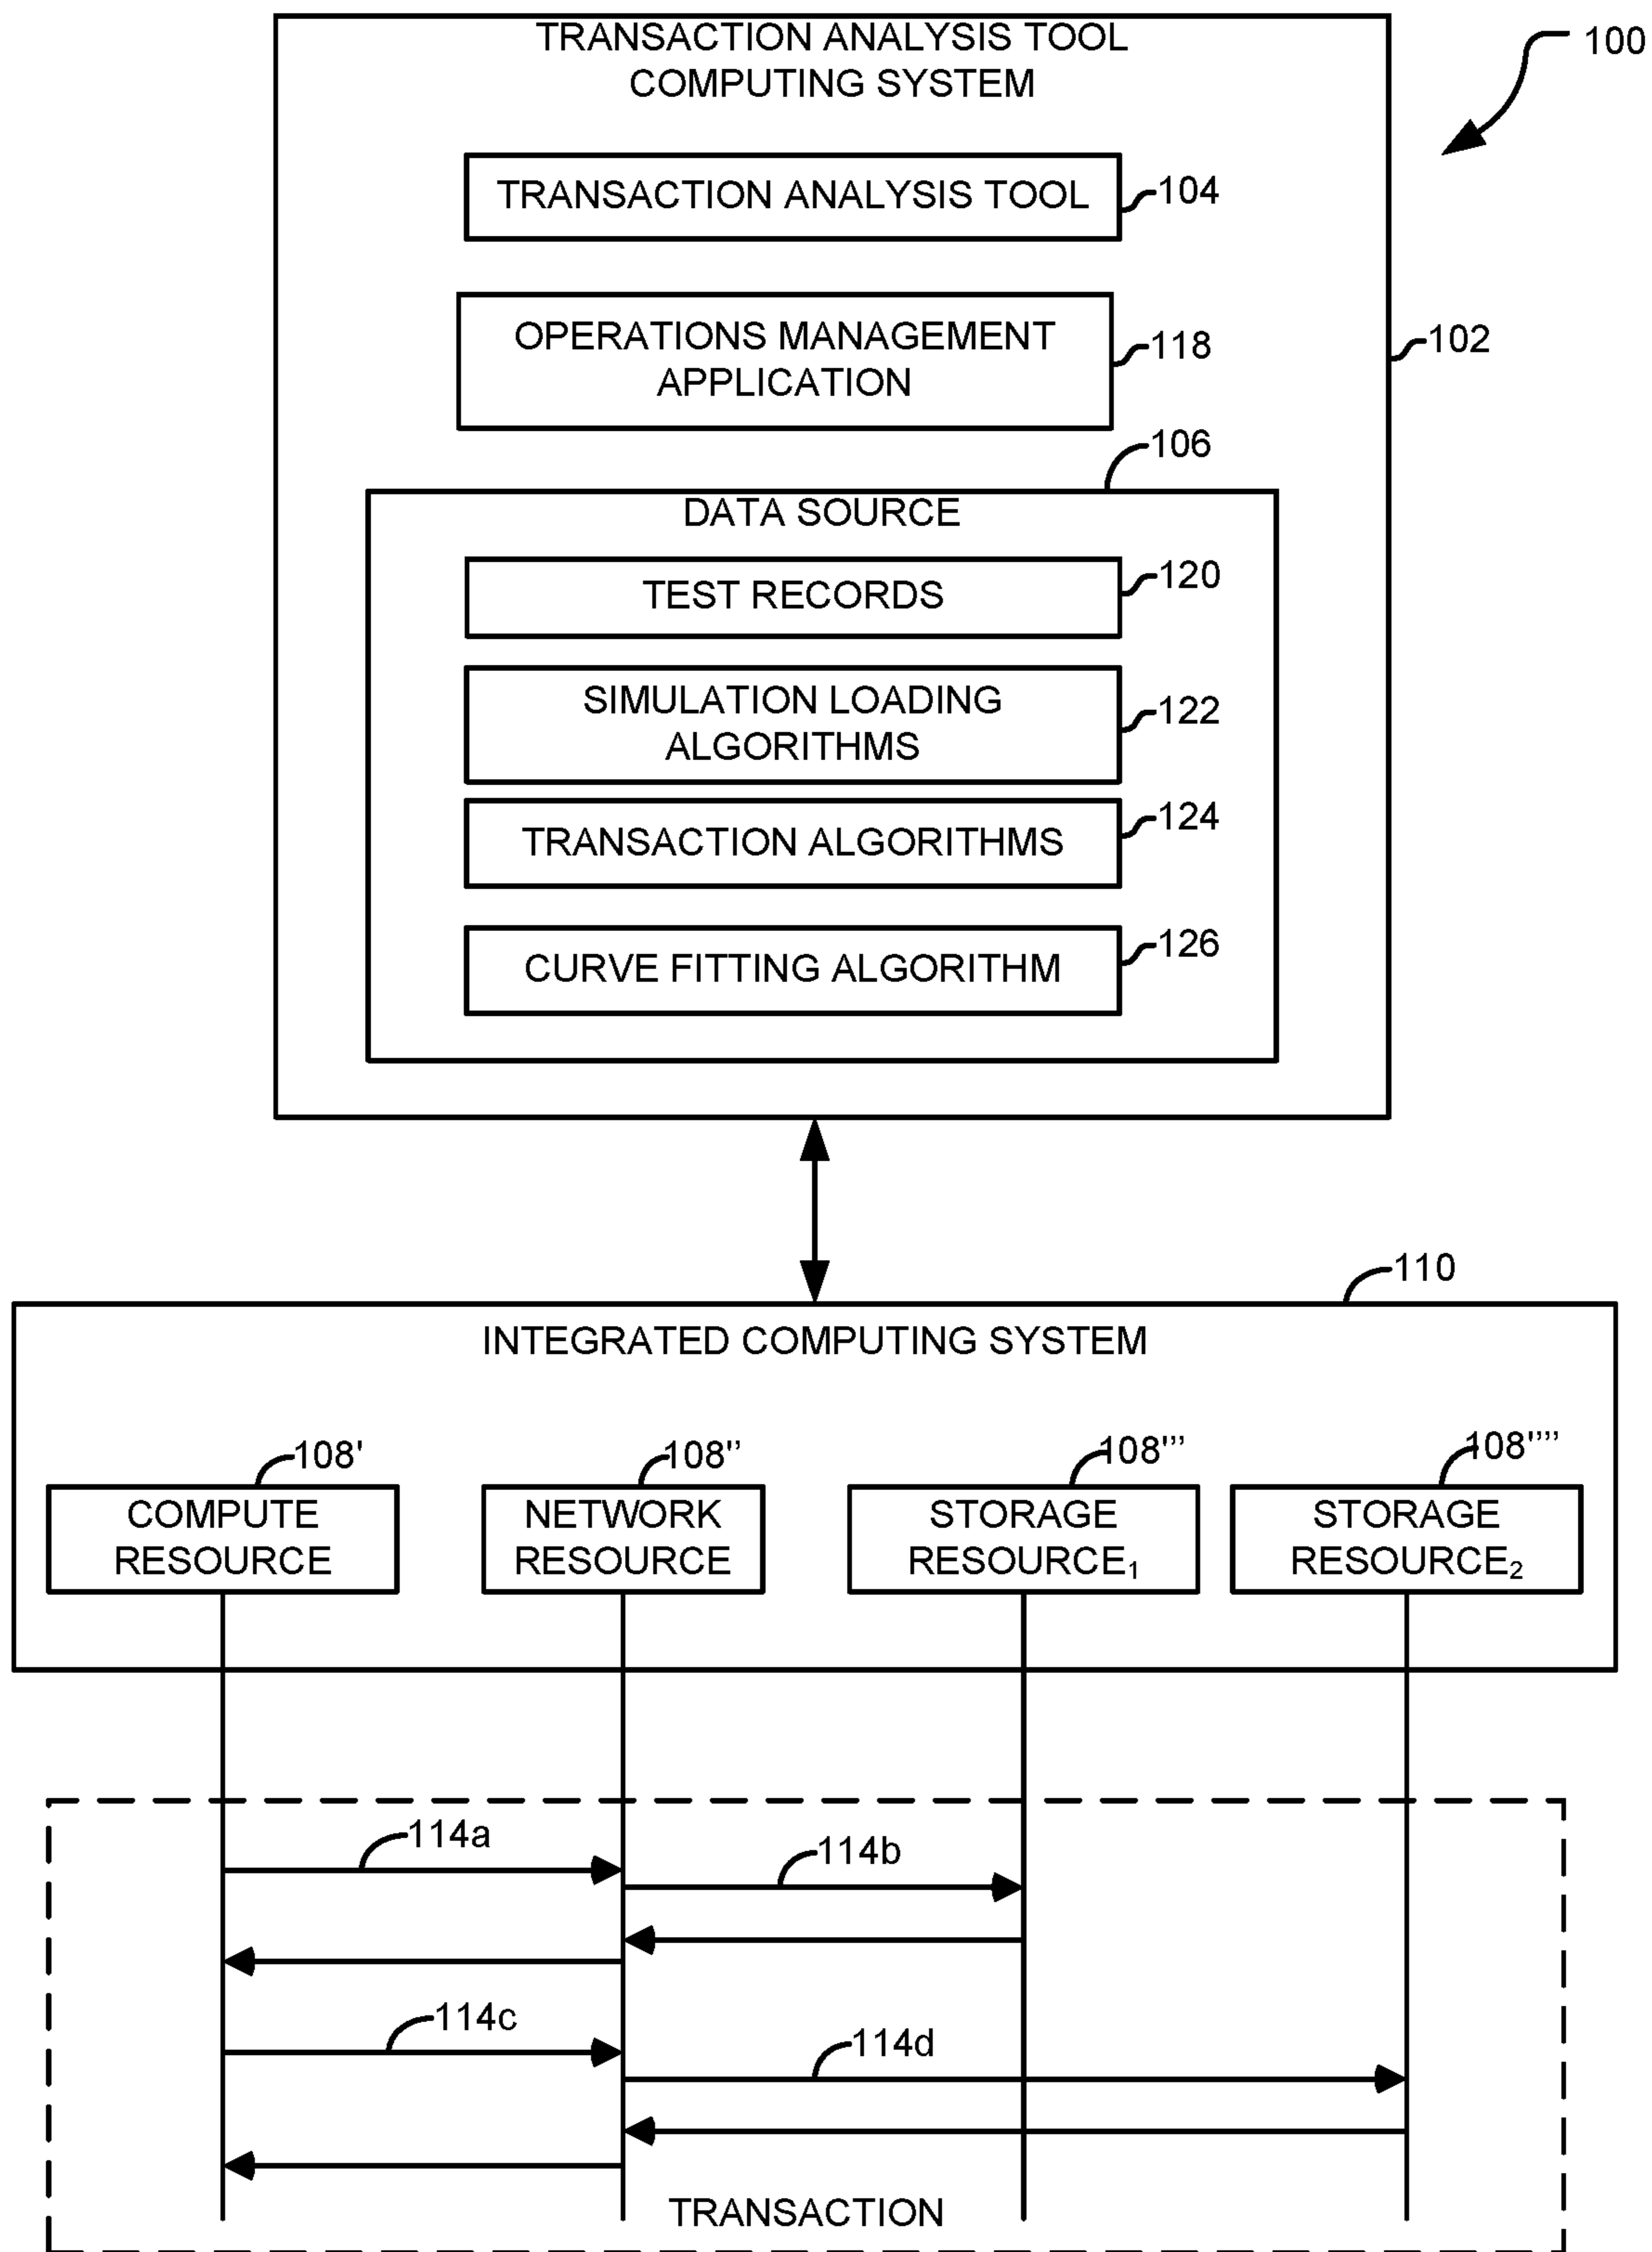 TRANSACTION ANALYSIS TOOL
COMPUTING SYSTEM
100
TRANSACTION ANALYSIS TOOL
104
OPERATIONS MANAGEMENT
APPLICATION
118
102
106
DATA SOURCE
TEST RECORDS
120
SIMULATION LOADING
ALGORITHMS
122
TRANSACTION ALGORITHMS
124
CURVE FITTING ALGORITHM
126
110
INTEGRATED COMPUTING SYSTEM
108'
COMPUTE
RESOURCE
108''
NETWORK
RESOURCE
108'''
STORAGE
RESOURCE₁
108''''
STORAGE
RESOURCE₂
114a
114b
114c
114d
TRANSACTION